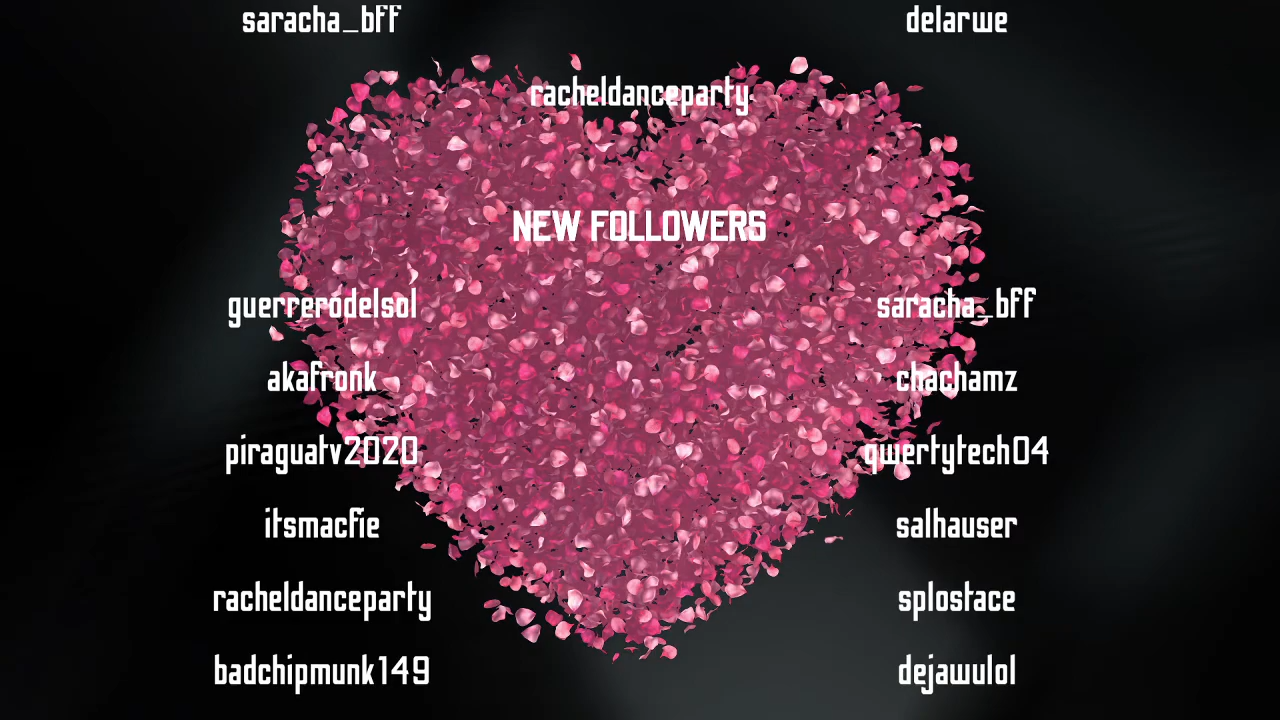 saracha_bff delarwe
racheldanceparty
NEW FOLLOWERS
guerrerodelsol saracha_bff
akafronk chachamz
piraguatv2020 qwertytech04
itsmacfie salhauser
racheldanceparty splostace
badchipmunk149 dejawulol